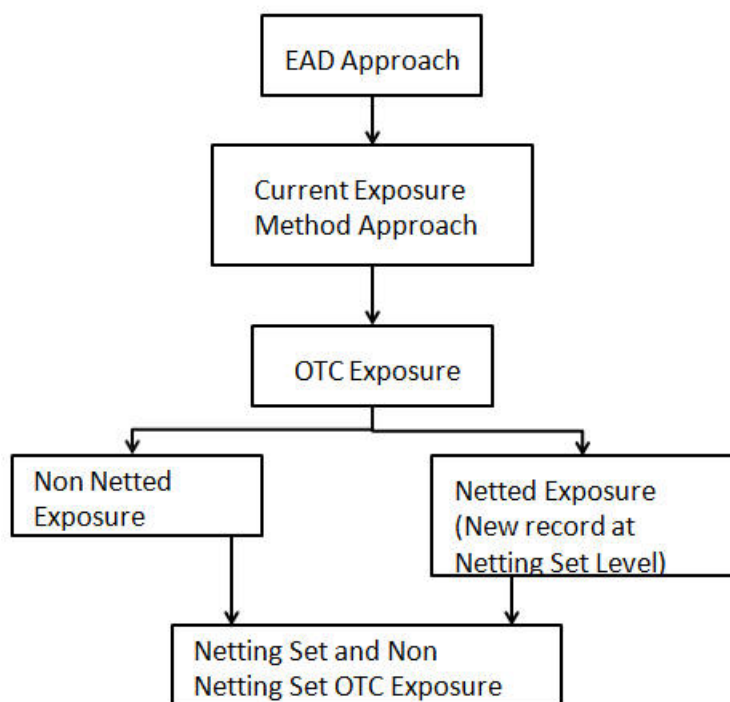 EAD Approach
Current Exposure
Method Approach
OTC Exposure
Non Netted
Exposure
Netted Exposure
(New record at
Netting Set Level)
Netting Set and Non
Netting Set OTC Exposure